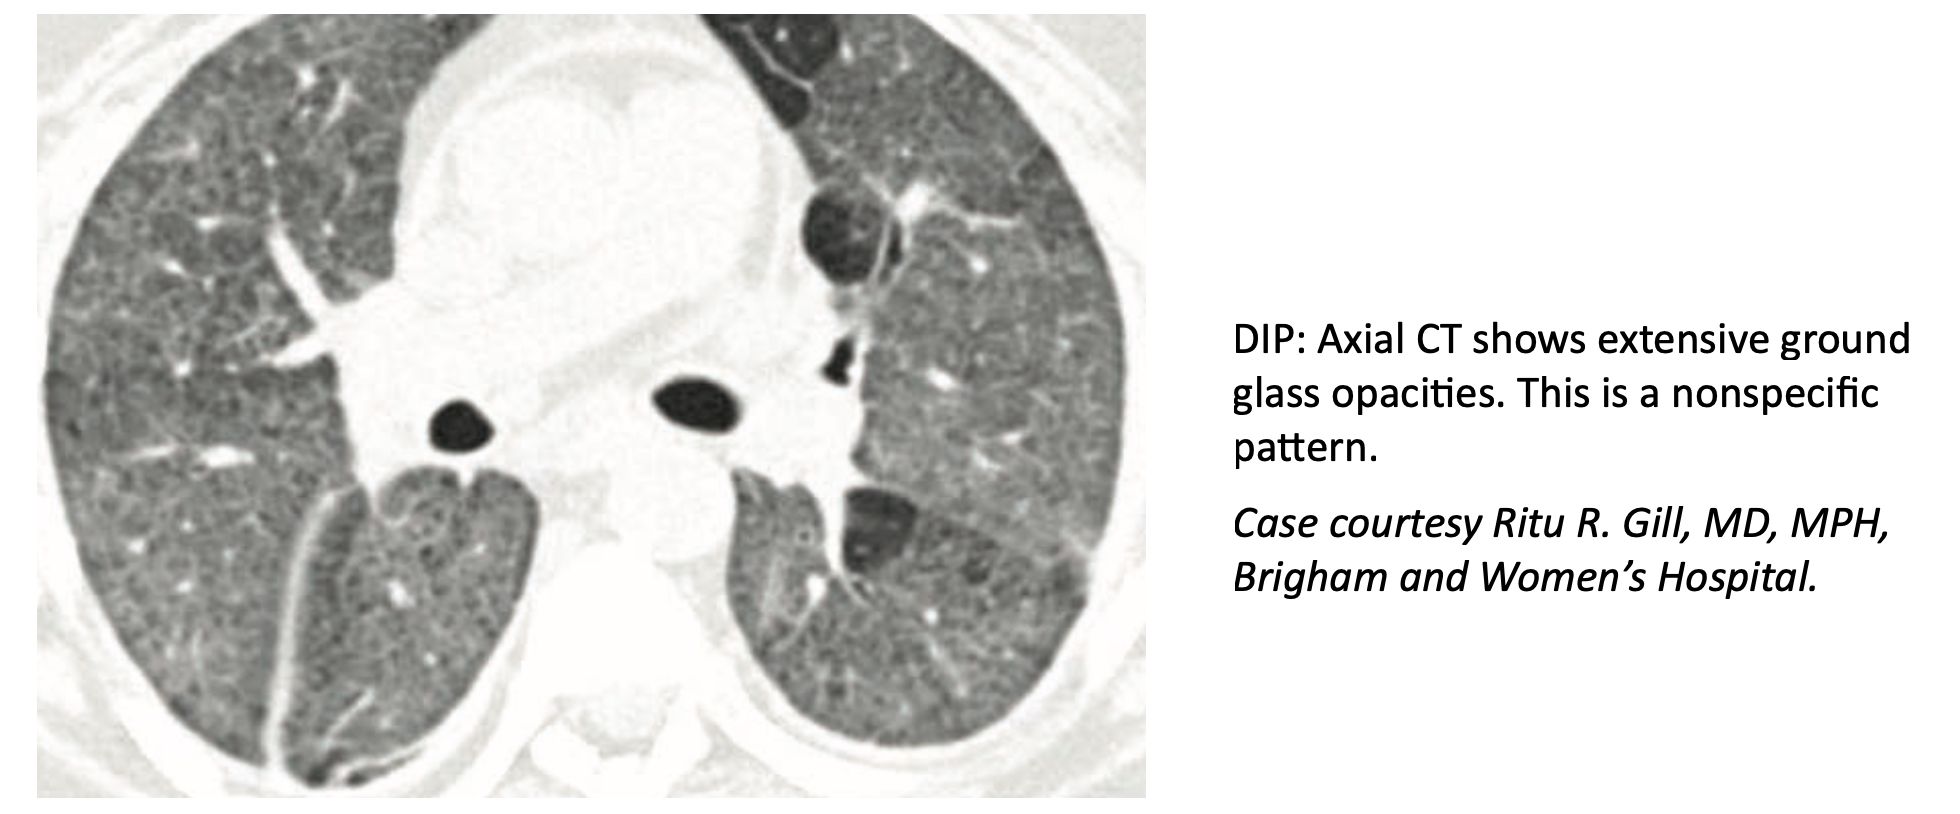 DIP: Axial CT shows extensive ground
glass opacities. This is a nonspecific
pattern.
Case courtesy Ritu R. Gill, MD, MPH,
Brigham and Women’s Hospital.